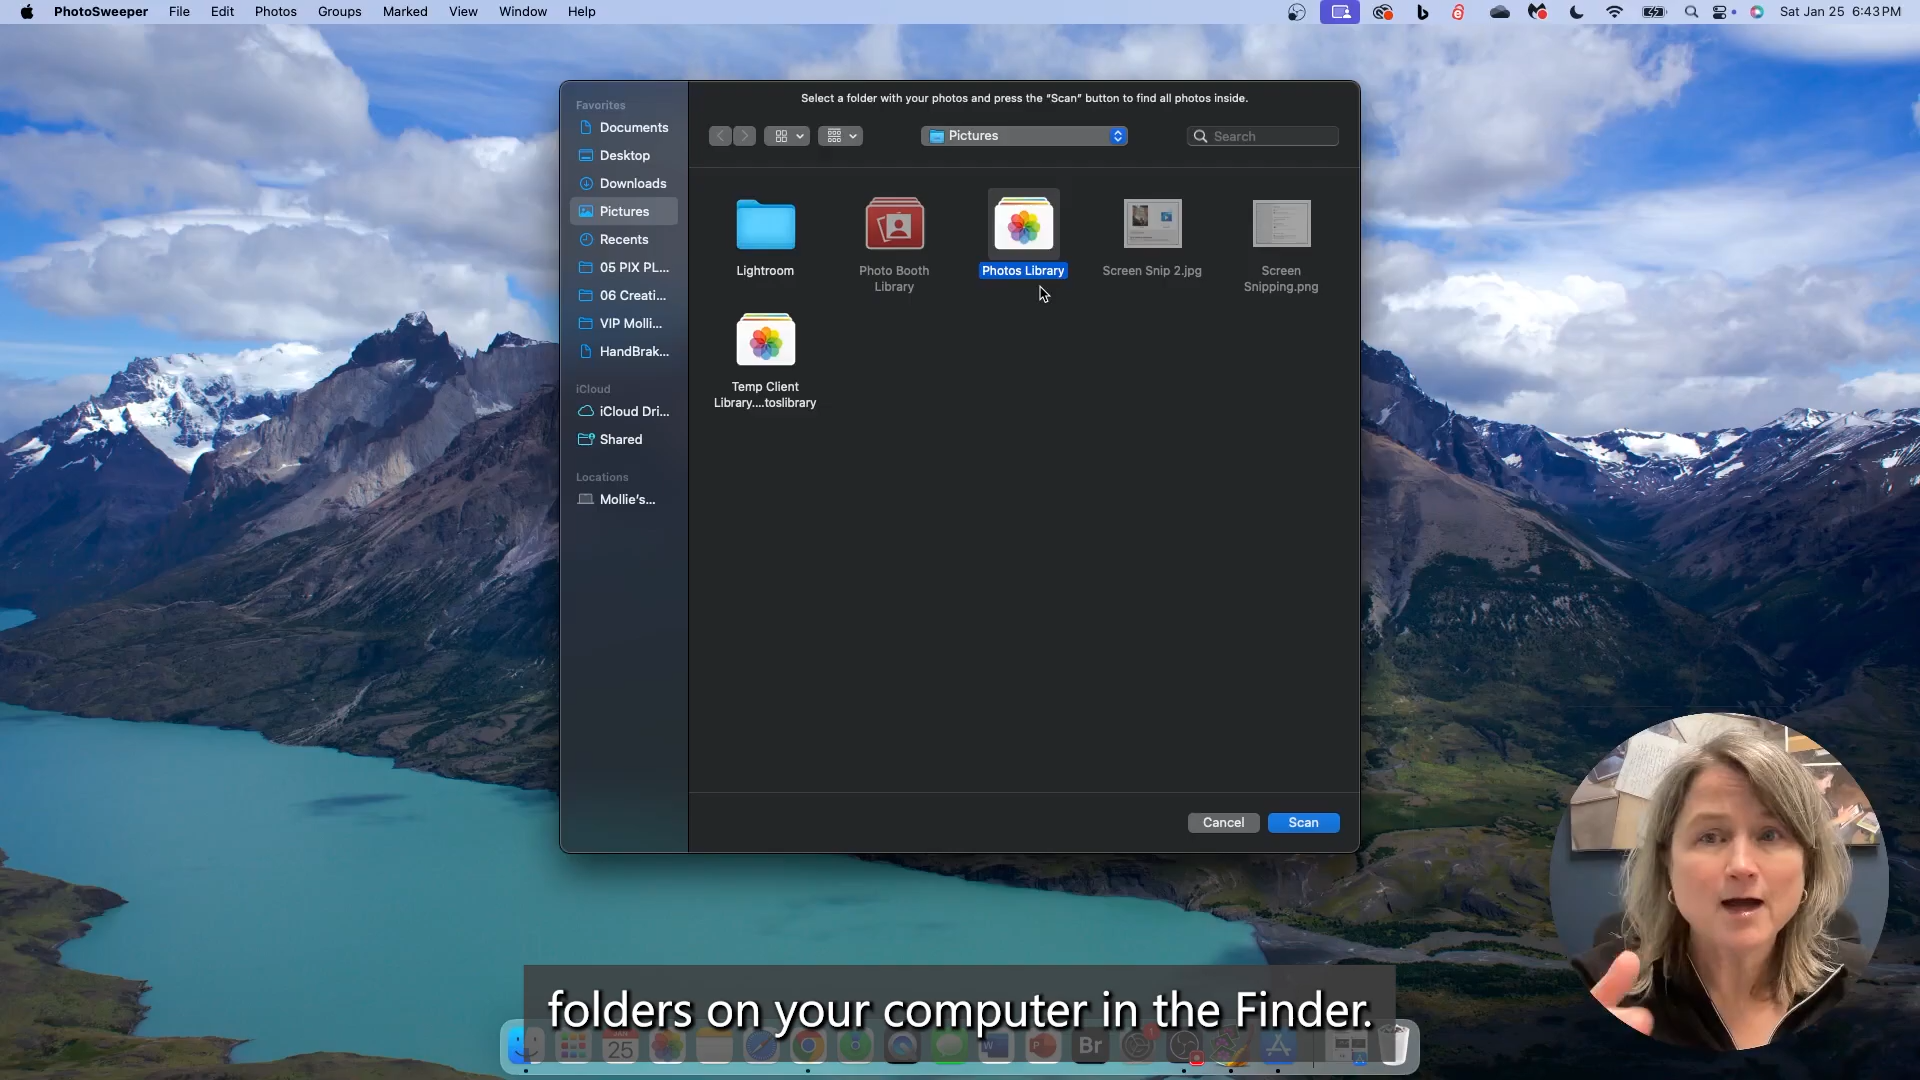 PhotoSweeper File Edit Photos Groups Marked View Window Help
Sat Jan 25 6:43 PM
Select a folder with your photos and press the “Scan” button to find all photos inside.
Pictures
Search
Favorites
Documents
Desktop
Downloads
Pictures
Recents
05 PIX PL...
06 Creati...
VIP Molli...
HandBrak...
iCloud
iCloud Dri...
Shared
Locations
Mollie’s...
Lightroom
Photo Booth
Library
Photos Library
Screen Snip 2.jpg
Screen
Snipping.png
Temp Client
Library....toslibrary
Cancel
Scan
folders on your computer in the Finder.
25
W
P
Br